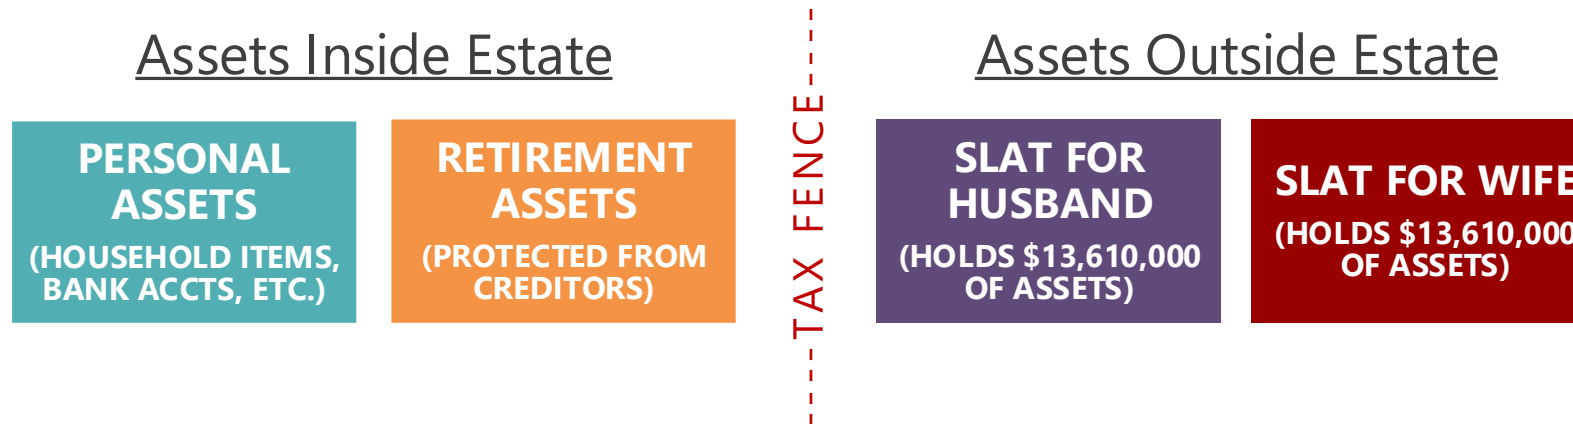 Assets Inside Estate
PERSONAL
ASSETS
(HOUSEHOLD ITEMS,
BANK ACCTS, ETC.)
RETIREMENT
ASSETS
(PROTECTED FROM
CREDITORS)
TAX FENCE
Assets Outside Estate
SLAT FOR
HUSBAND
(HOLDS $13,610,000
OF ASSETS)
SLAT FOR WIFE
(HOLDS $13,610,000
OF ASSETS)